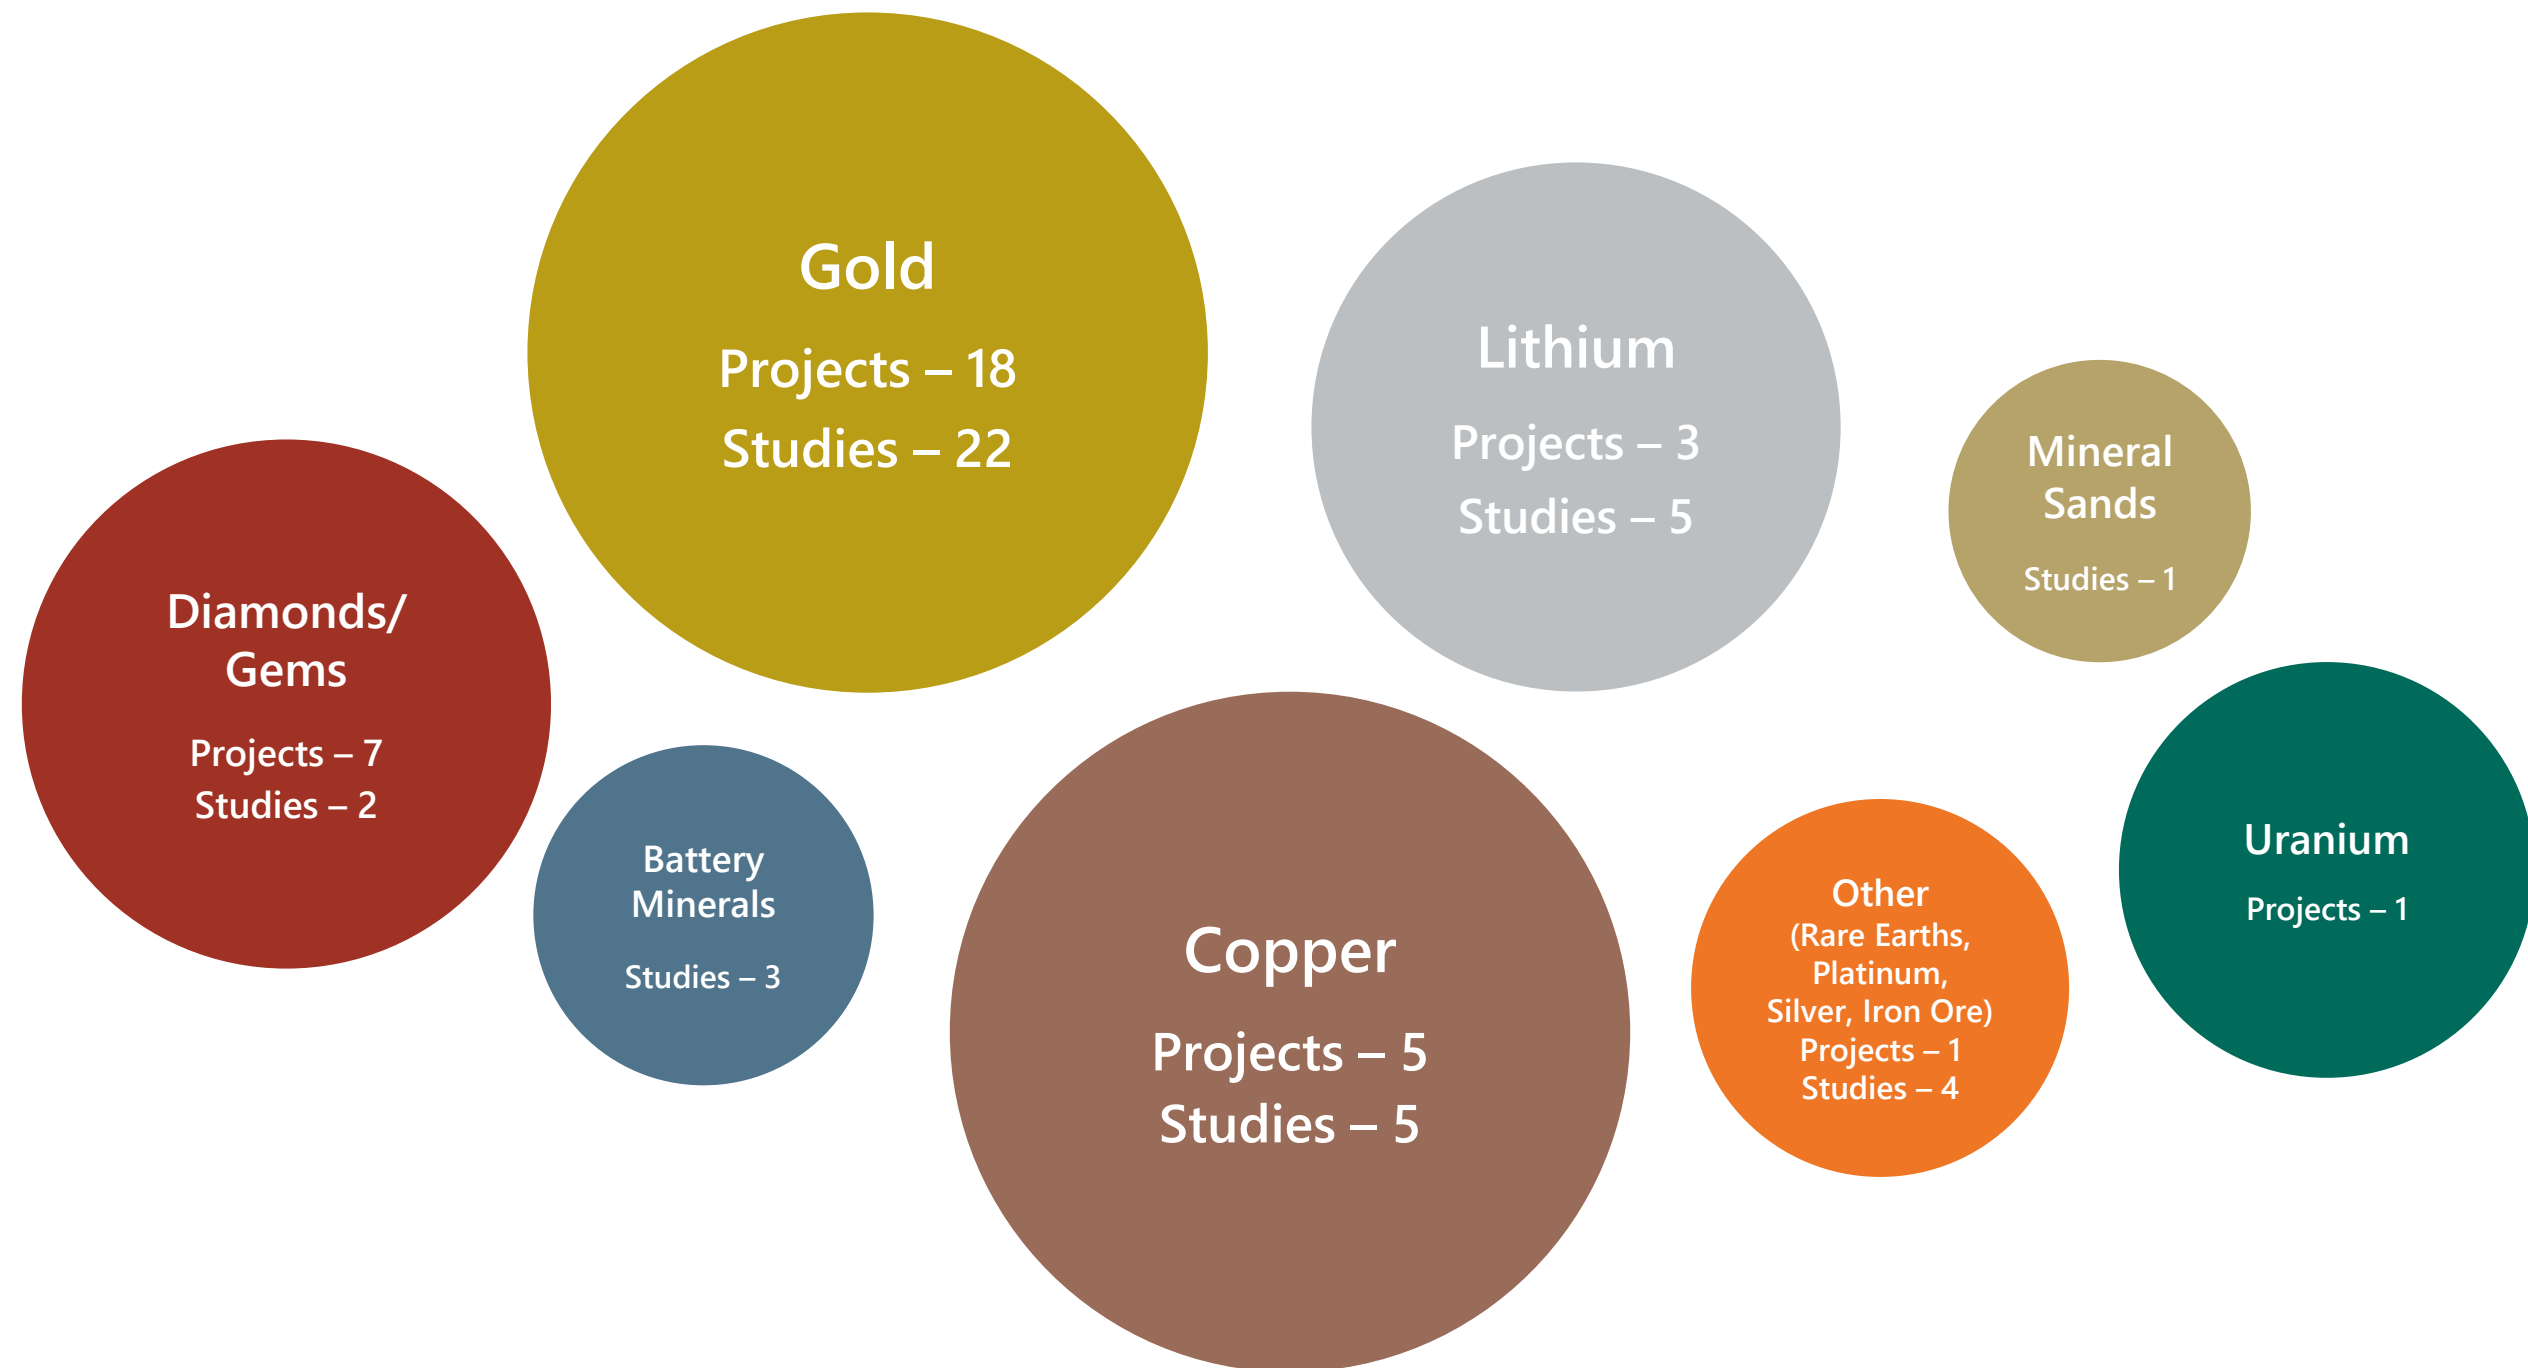 Gold
Projects – 18
Studies – 22
Lithium
Projects – 3
Studies – 5
Mineral
Sands
Studies – 1
Diamonds/
Gems
Projects – 7
Studies – 2
Battery
Minerals
Studies – 3
Copper
Projects – 5
Studies – 5
Other
(Rare Earths,
Platinum,
Silver, Iron Ore)
Projects – 1
Studies – 4
Uranium
Projects – 1